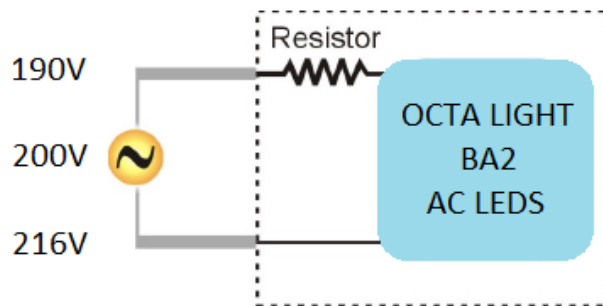 Resistor
190V
200V
216V
OCTA LIGHT
BA2
AC LEDS